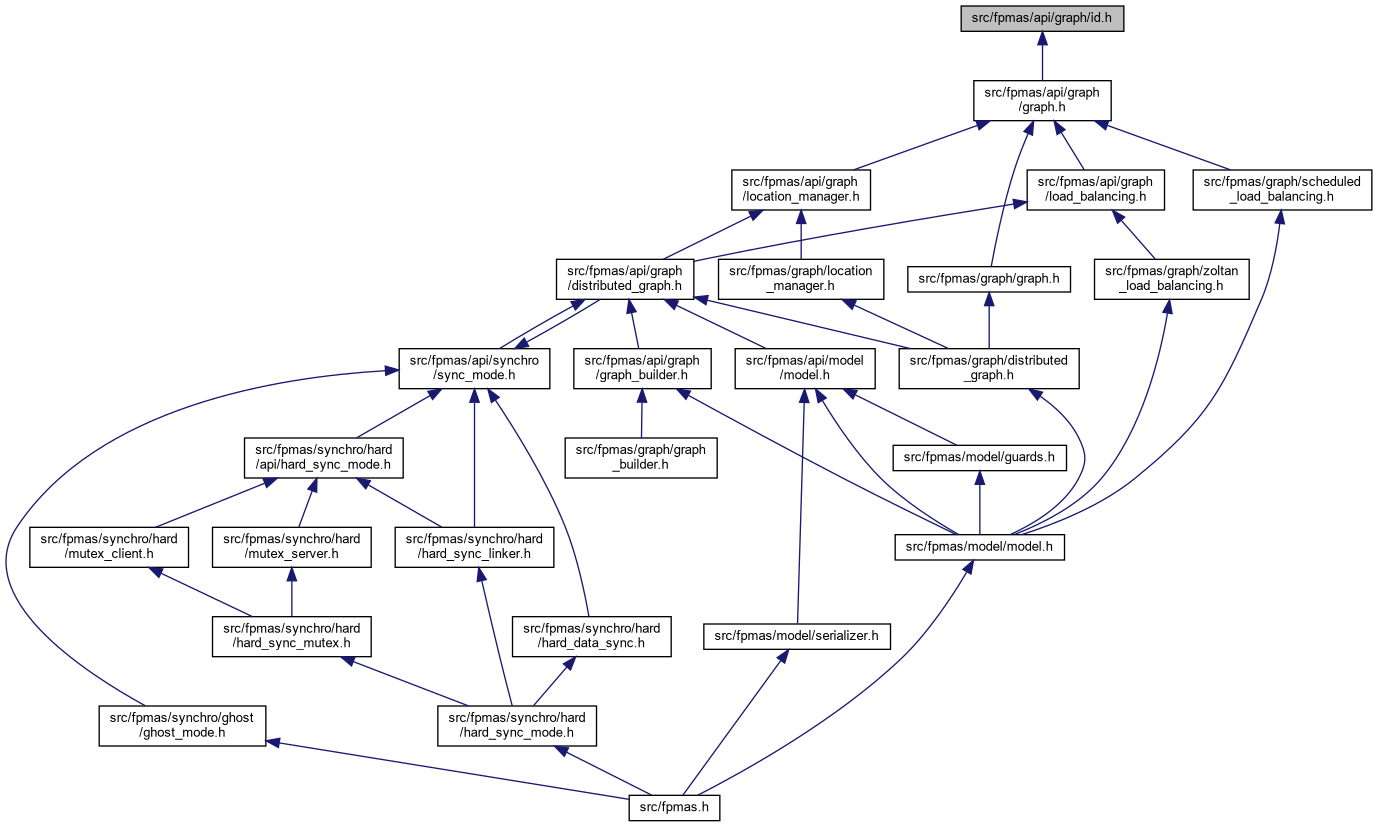 src/fpmas/api/graph/id.h
src/fpmas/api/graph
/graph.h
src/fpmas/api/graph
/location_manager.h
src/fpmas/api/graph
/load_balancing.h
src/fpmas/graph/scheduled
_load_balancing.h
src/fpmas/api/graph
/distributed_graph.h
src/fpmas/graph/location
_manager.h
src/fpmas/graph/graph.h
src/fpmas/graph/zoltan
_load_balancing.h
src/fpmas/api/synchro
/sync_mode.h
src/fpmas/api/graph
/graph_builder.h
src/fpmas/api/model
/model.h
src/fpmas/graph/distributed
_graph.h
src/fpmas/synchro/hard
/api/hard_sync_mode.h
src/fpmas/graph/graph
_builder.h
src/fpmas/model/guards.h
src/fpmas/synchro/hard
/mutex_client.h
src/fpmas/synchro/hard
/mutex_server.h
src/fpmas/synchro/hard
/hard_sync_linker.h
src/fpmas/model/model.h
src/fpmas/synchro/hard
/hard_sync_mutex.h
src/fpmas/synchro/hard
/hard_data_sync.h
src/fpmas/model/serializer.h
src/fpmas/synchro/ghost
/ghost_mode.h
src/fpmas/synchro/hard
/hard_sync_mode.h
src/fpmas.h